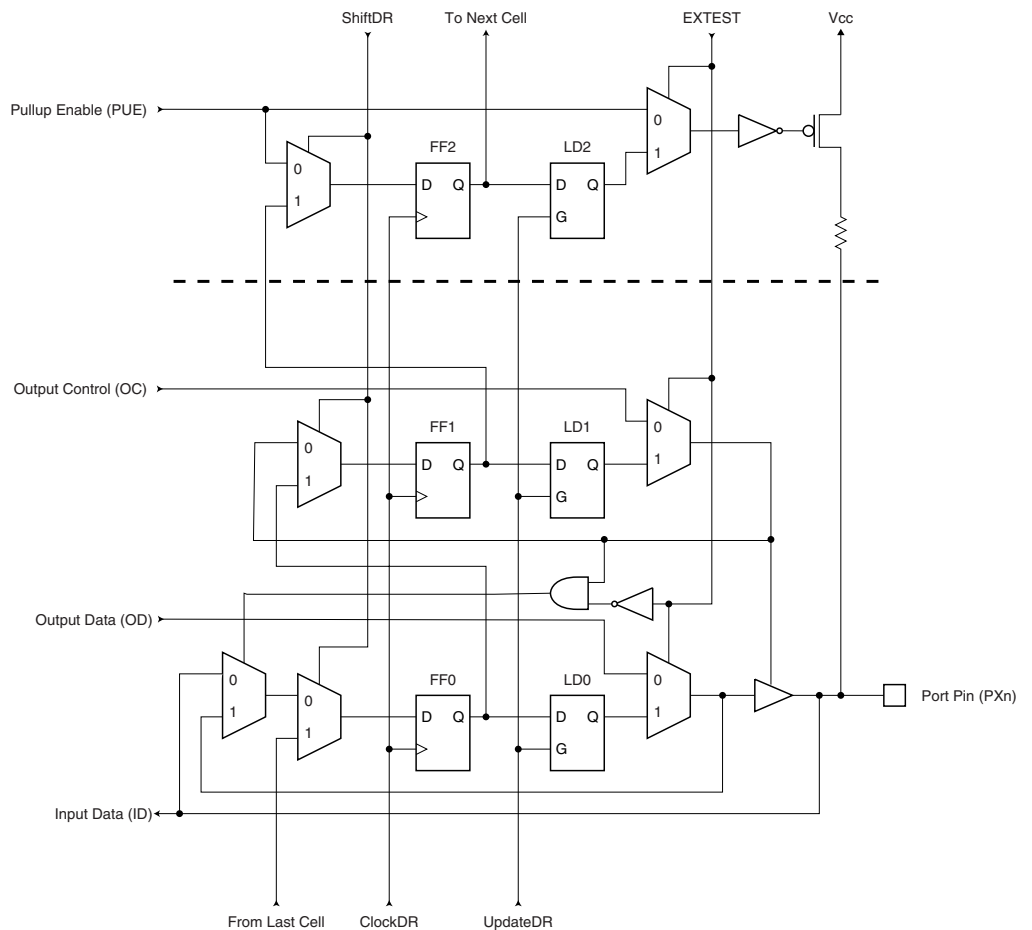 ShiftDR To Next Cell EXTEST Vcc
Pullup Enable (PUE)
0
1
FF2
D Q
LD2
D Q
G
0
1
Output Control (OC)
0
1
FF1
D Q
LD1
D Q
G
0
1
Output Data (OD)
0
1
0
1
FF0
D Q
LD0
D Q
G
0
1
Port Pin (PXn)
Input Data (ID)
From Last Cell ClockDR UpdateDR